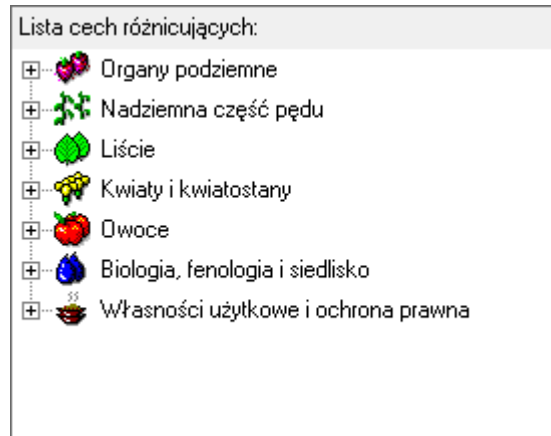 Lista cech różnicujących:
Organy podziemne
Nadziemna część pędu
Liście
Kwiaty i kwiatostany
Owoce
Biologia, fenologia i siedlisko
Własności użytkowe i ochrona prawna